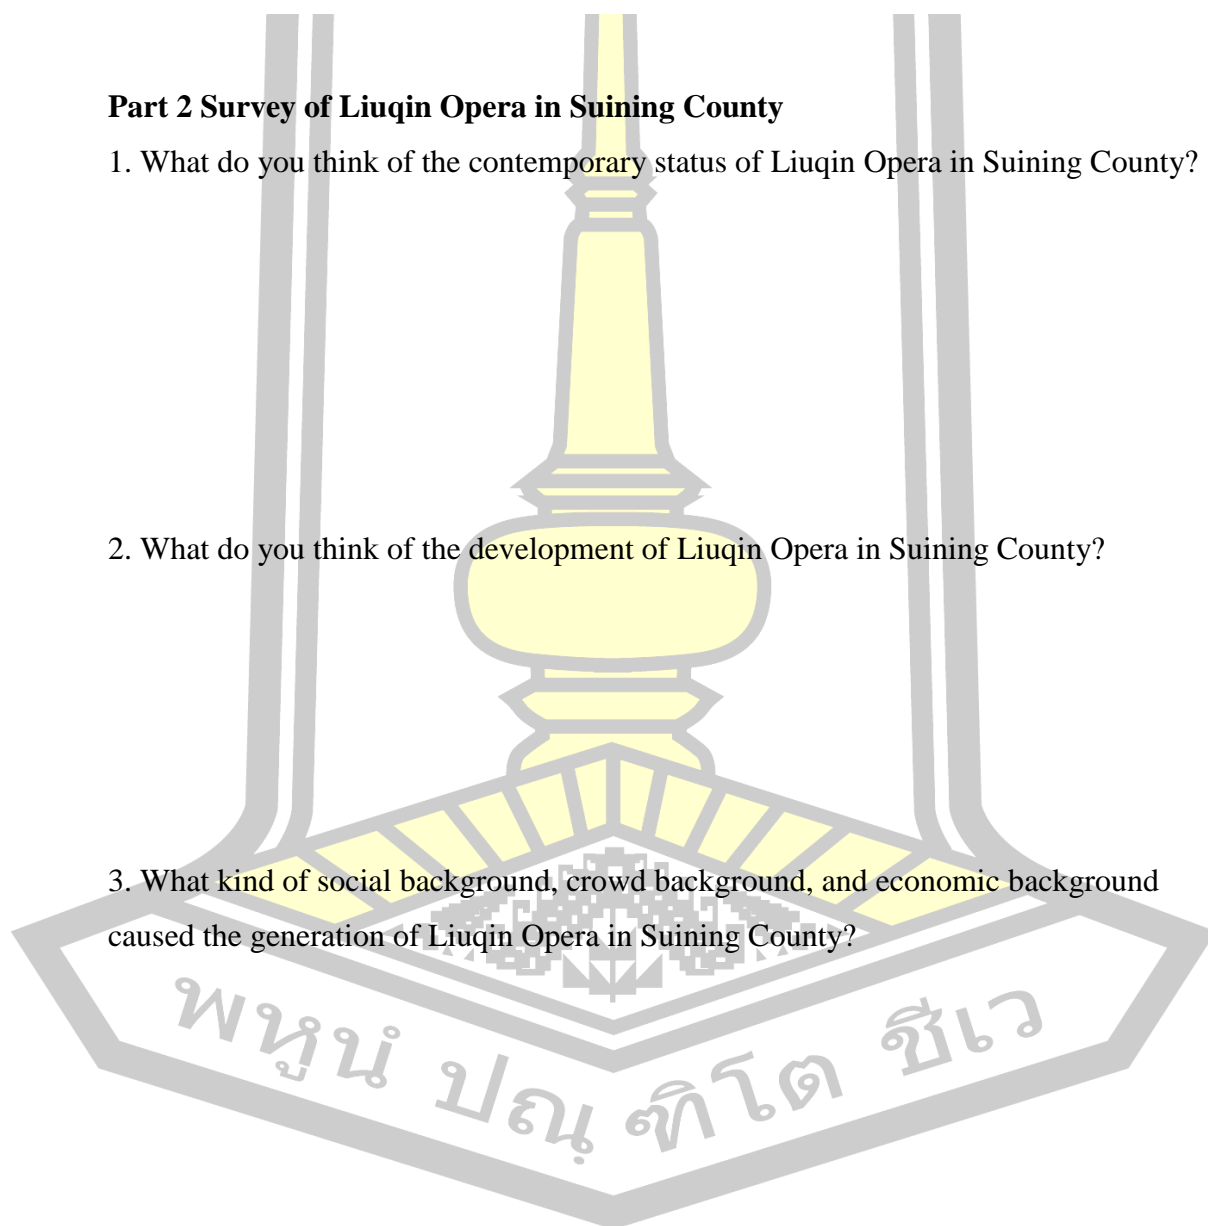 Part 2 Survey of Liuqin Opera in Suining County
1. What do you think of the contemporary status of Liuqin Opera in Suining County?
2. What do you think of the development of Liuqin Opera in Suining County?
3. What kind of social background, crowd background, and economic background
caused the generation of Liuqin Opera in Suining County?
พหูนํ ปณฺฑิโต ชีเว